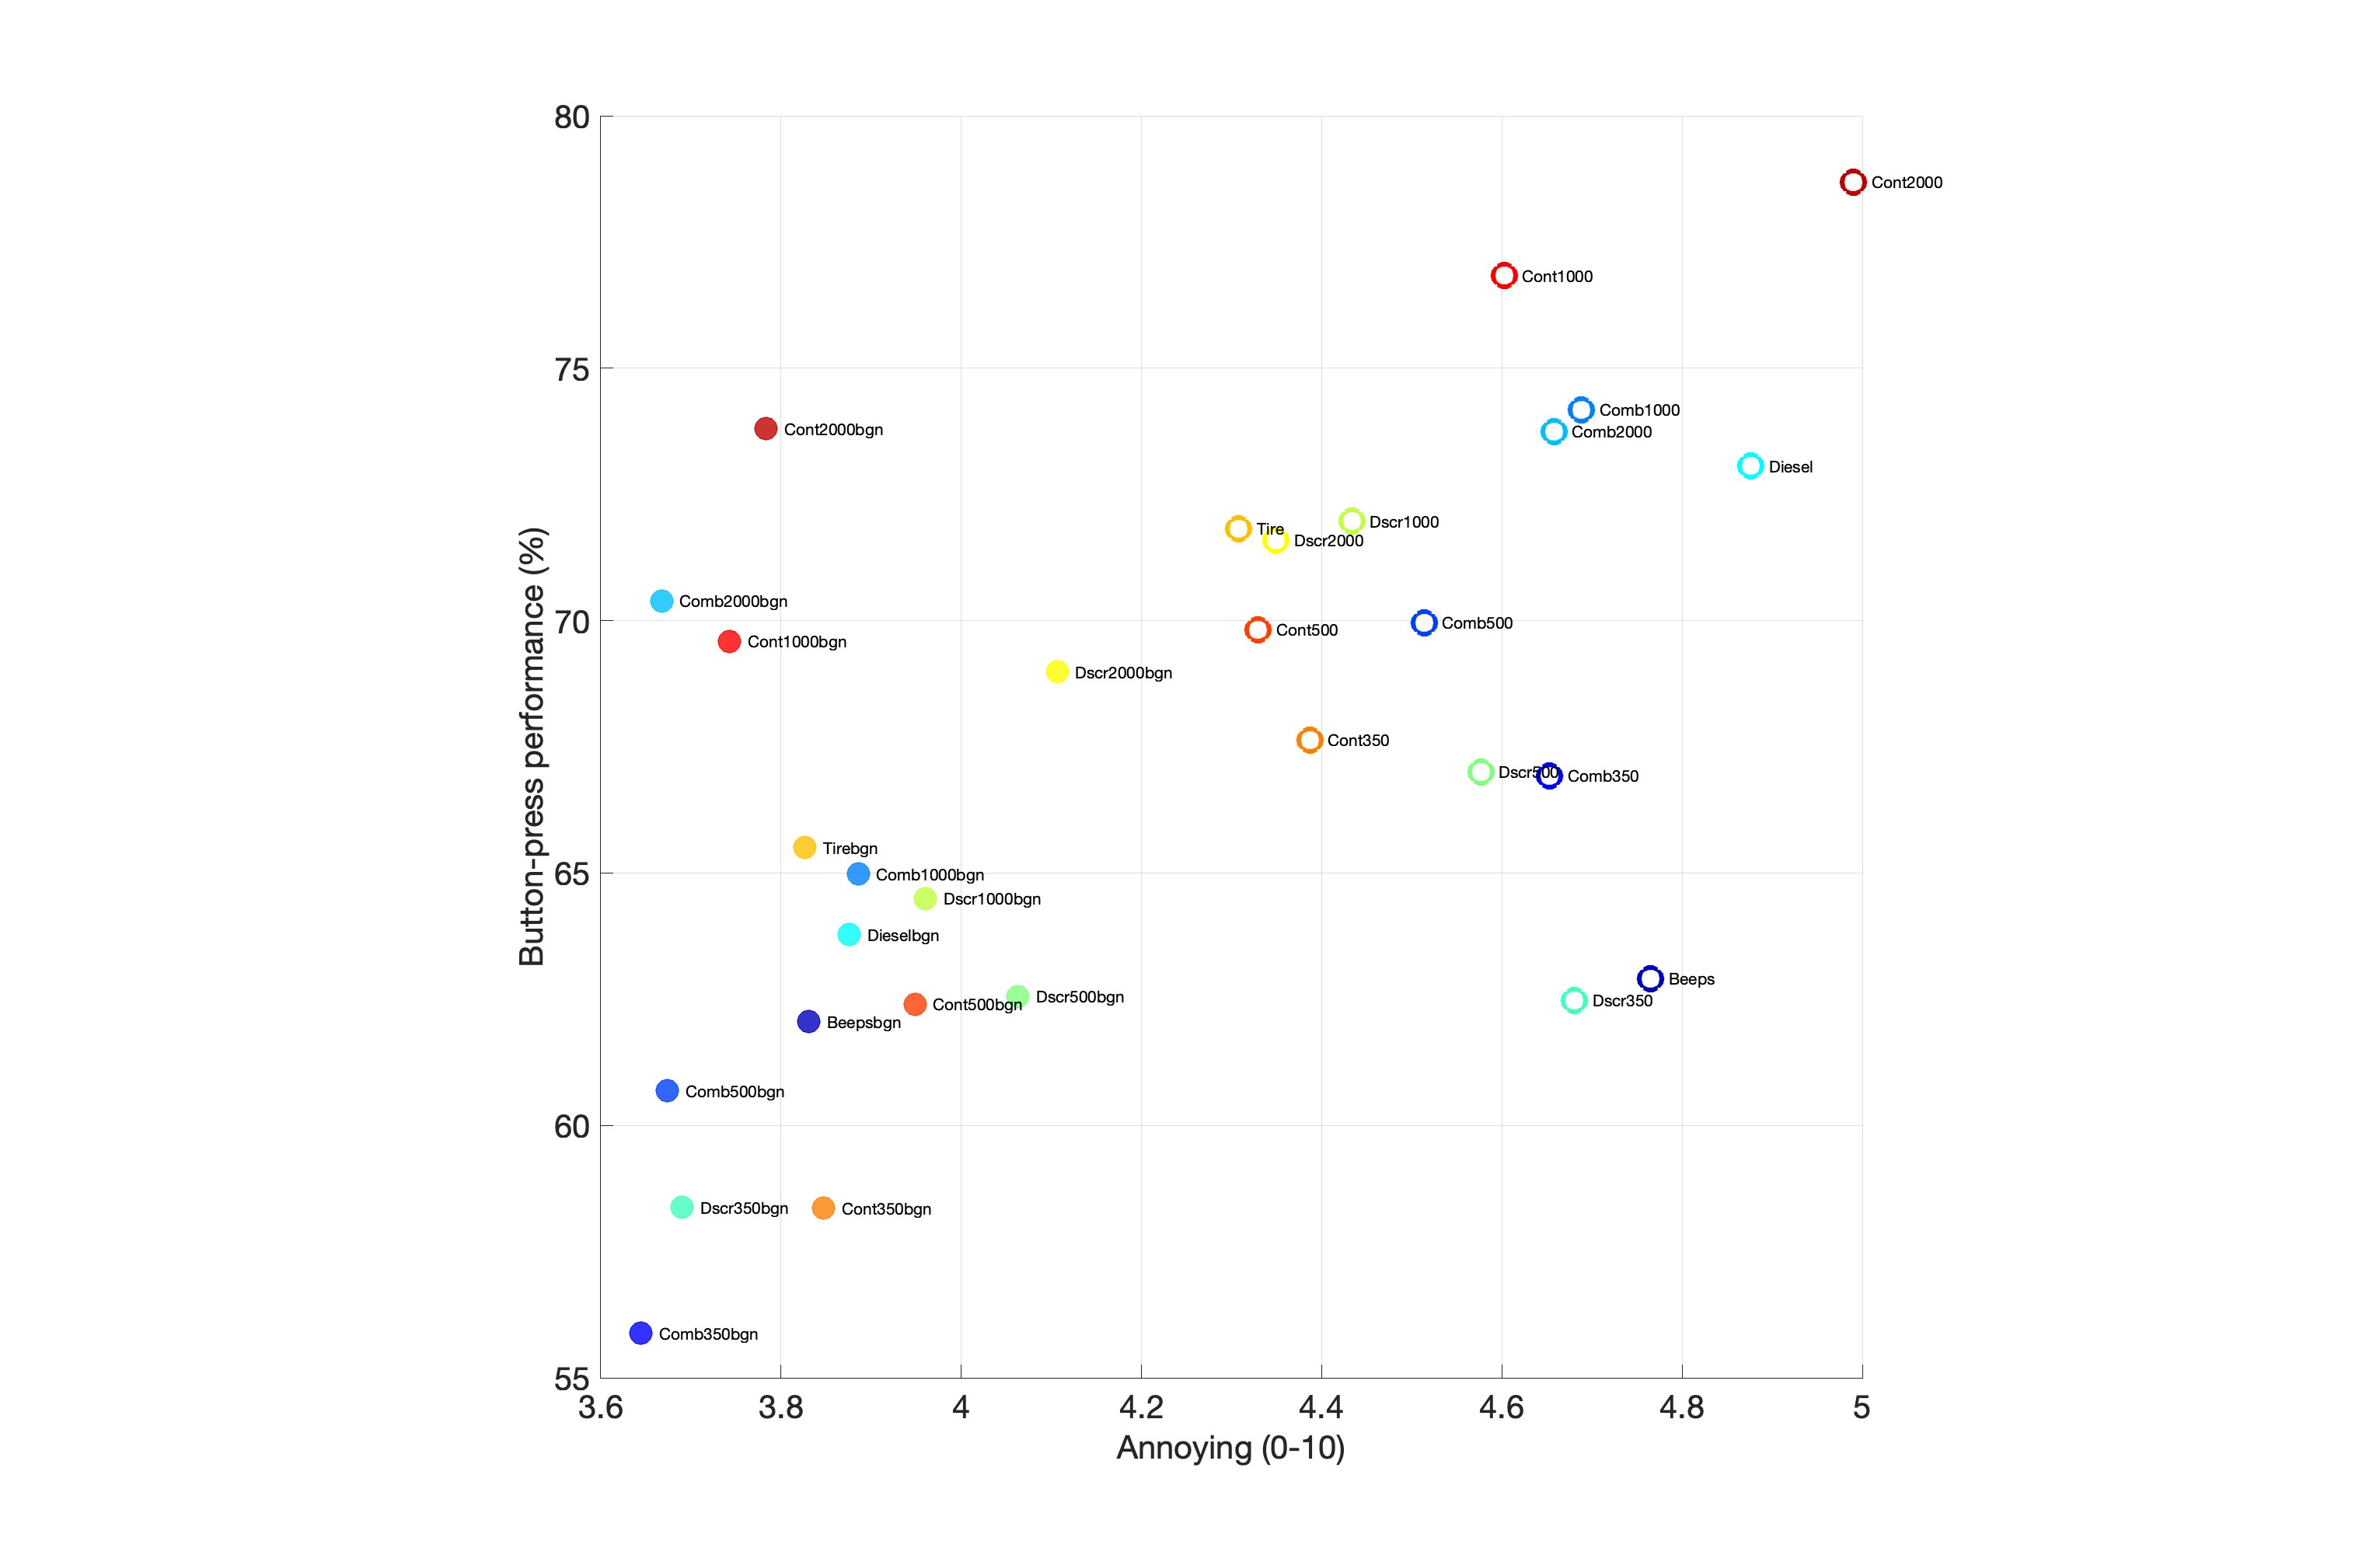 80
Cont2000
Cont1000
75
Comb1000
Cont2000bgn
Comb2000
Diesel
Dscr1000
Tire
Dscr2000
Comb2000bgn
70
Comb500
Cont500
Cont1000bgn
Dscr2000bgn
Cont350
Dscr500
Comb350
Button-press performance (%)
Tirebgn
65
Comb1000bgn
Dscr1000bgn
Dieselbgn
Beeps
Dscr500bgn
Dscr350
Cont500bgn
Beepsbgn
Comb500bgn
60
Dscr350bgn
Cont350bgn
Comb350bgn
55
3.6 3.8 4 4.2 4.4 4.6 4.8 5
Annoying (0-10)